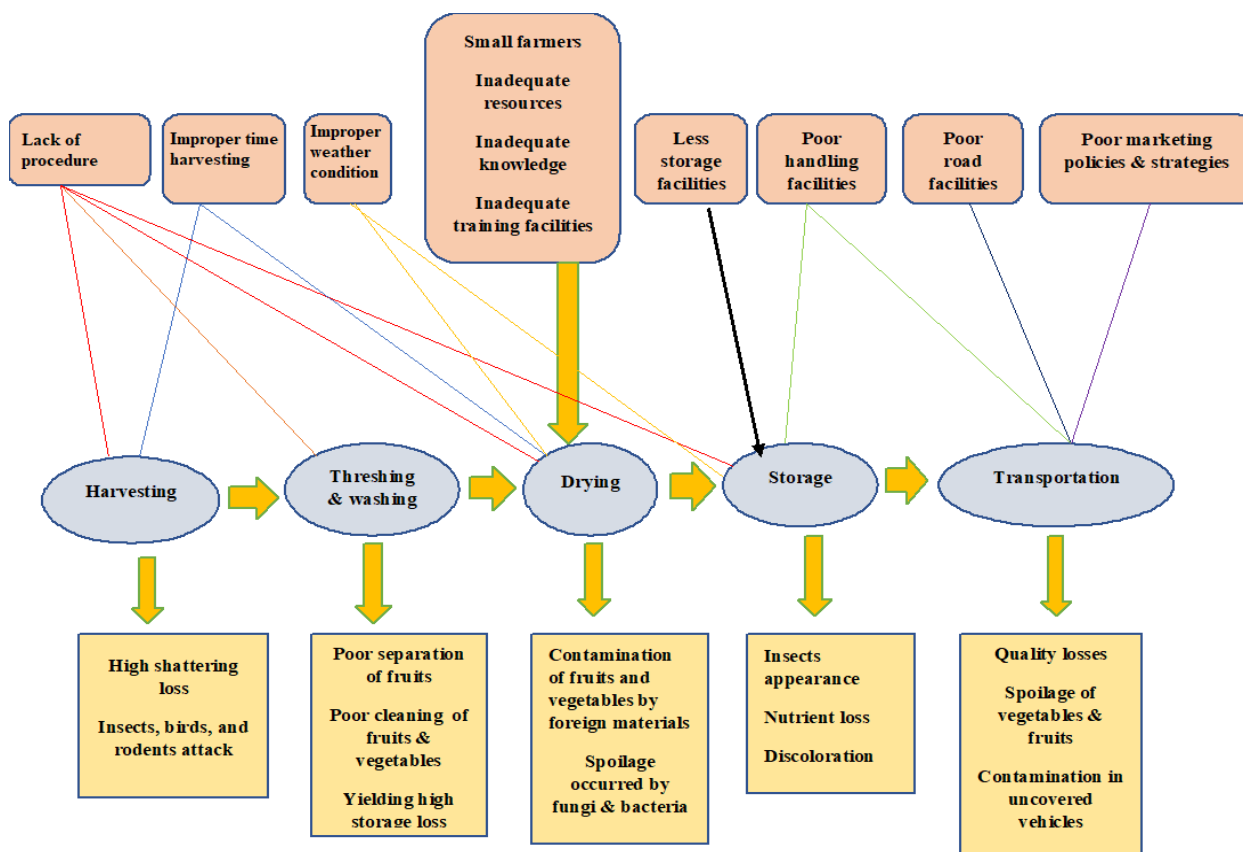 Small farmers
Inadequate
resources
Inadequate
knowledge
Inadequate
training facilities
Lack of
procedure
Improper time
harvesting
Improper
weather
condition
Less
storage
facilities
Poor
handling
facilities
Poor
road
facilities
Poor marketing
policies & strategies
Harvesting
Threshing
& washing
Drying
Storage
Transportation
High shattering
loss
Insects, birds, and
rodents attack
Poor separation
of fruits
Poor cleaning of
fruits &
vegetables
Yielding high
storage loss
Contamination
of fruits and
vegetables by
foreign materials
Spoilage
occurred by
fungi & bacteria
Insects
appearance
Nutrient loss
Discoloration
Quality losses
Spoilage of
vegetables &
fruits
Contamination in
uncovered
vehicles